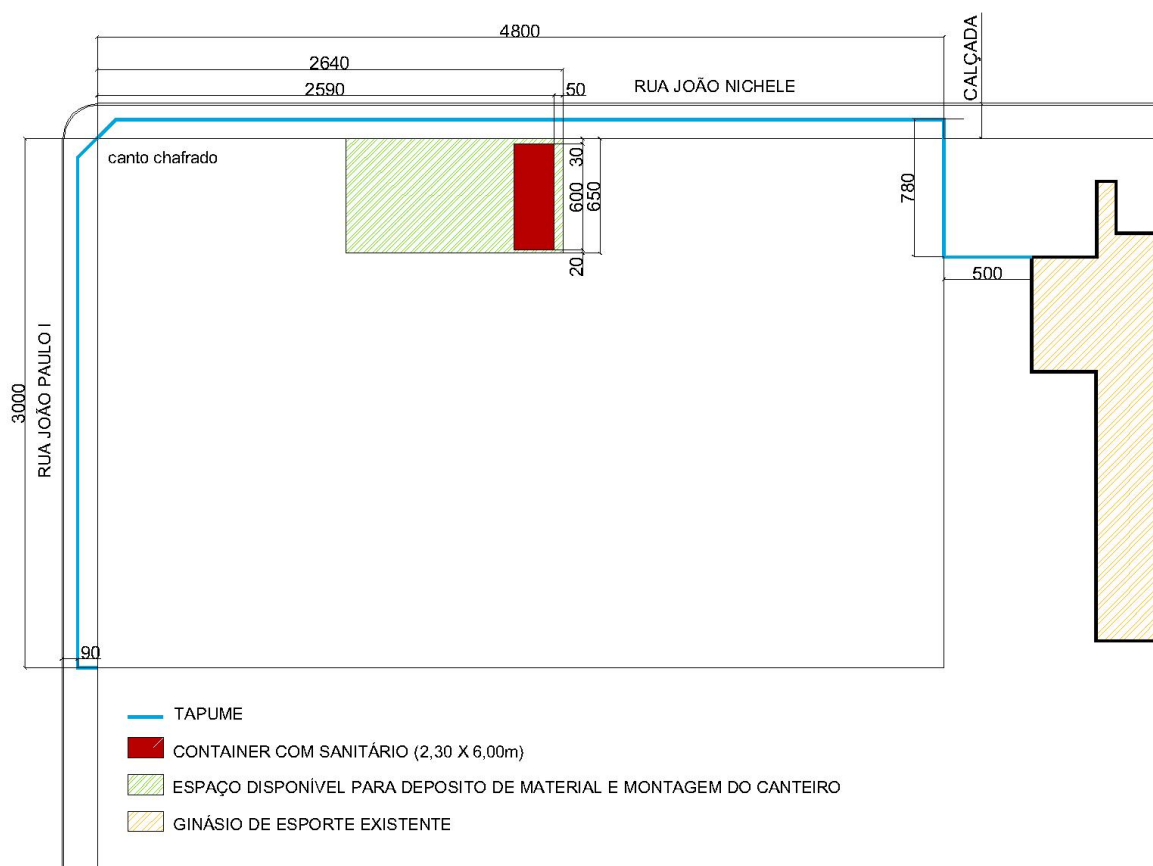 4800
CALÇADA
2640
2590
50
RUA JOÃO NICHELE
canto chafrado
30
600
650
20
780
500
3000
RUA JOÃO PAULO I
90
TAPUME
CONTAINER COM SANITÁRIO (2,30 X 6,00m)
ESPAÇO DISPONÍVEL PARA DEPOSITO DE MATERIAL E MONTAGEM DO CANTEIRO
GINÁSIO DE ESPORTE EXISTENTE